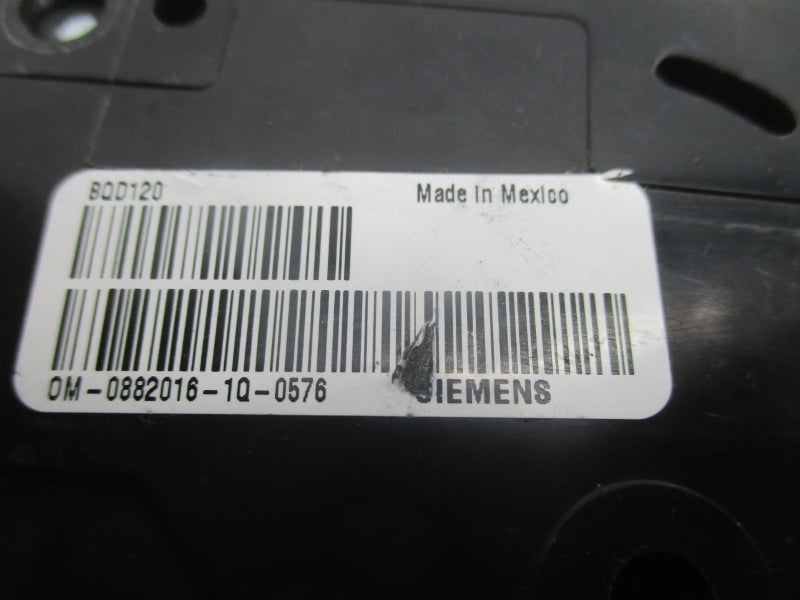 BQD120
Made In Mexico
OM-0882016-1Q-0576
SIEMENS